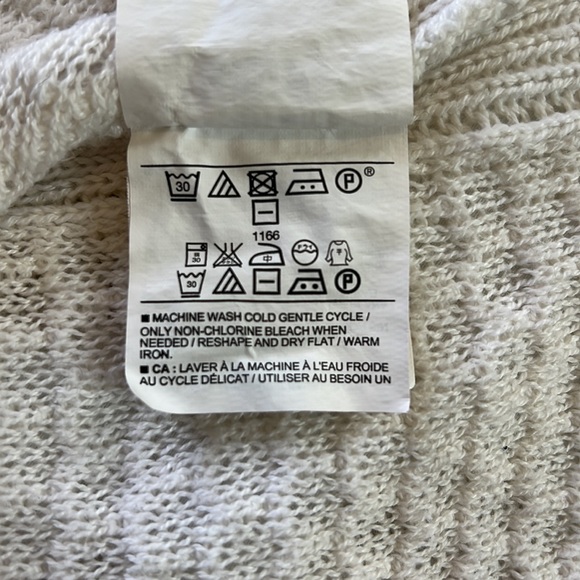 30 P ®
1166
30 中 平
30 P
■ MACHINE WASH COLD GENTLE CYCLE /
ONLY NON-CHLORINE BLEACH WHEN
NEEDED / RESHAPE AND DRY FLAT / WARM
IRON.
■ CA : LAVER À LA MACHINE À L'EAU FROIDE
AU CYCLE DÉLICAT / UTILISER AU BESOIN UN